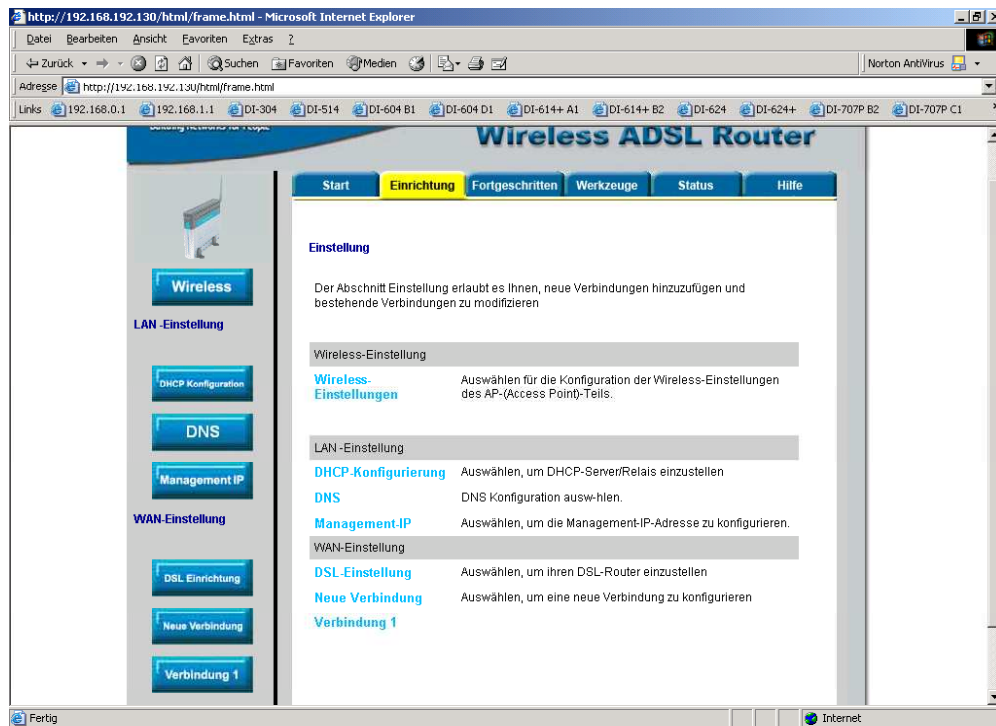 http://192.168.192.130/html/frame.html - Microsoft Internet Explorer
Datei Bearbeiten Ansicht Favoriten Extras ?
Zurück Suchen Favoriten Medien Norton AntiVirus
Adresse http://192.168.192.130/html/frame.html
Links 192.168.0.1 192.168.1.1 DI-304 DI-514 DI-604 B1 DI-604 D1 DI-614+ A1 DI-614+ B2 DI-624 DI-624+ DI-707P B2 DI-707P C1
Building Networks for People
Wireless ADSL Router
Start Einrichtung Fortgeschritten Werkzeuge Status Hilfe
Wireless
LAN -Einstellung
DHCP Konfiguration
DNS
Management IP
WAN-Einstellung
DSL Einrichtung
Neue Verbindung
Verbindung 1
Einstellung
Der Abschnitt Einstellung erlaubt es Ihnen, neue Verbindungen hinzuzufügen und
bestehende Verbindungen zu modifizieren
Wireless-Einstellung
Wireless- Auswählen für die Konfiguration der Wireless-Einstellungen
Einstellungen des AP-(Access Point)-Teils.
LAN -Einstellung
DHCP-Konfigurierung Auswählen, um DHCP-Server/Relais einzustellen
DNS DNS Konfiguration ausw-hlen.
Management-IP Auswählen, um die Management-IP-Adresse zu konfigurieren.
WAN-Einstellung
DSL-Einstellung Auswählen, um ihren DSL-Router einzustellen
Neue Verbindung Auswählen, um eine neue Verbindung zu konfigurieren
Verbindung 1
Fertig Internet